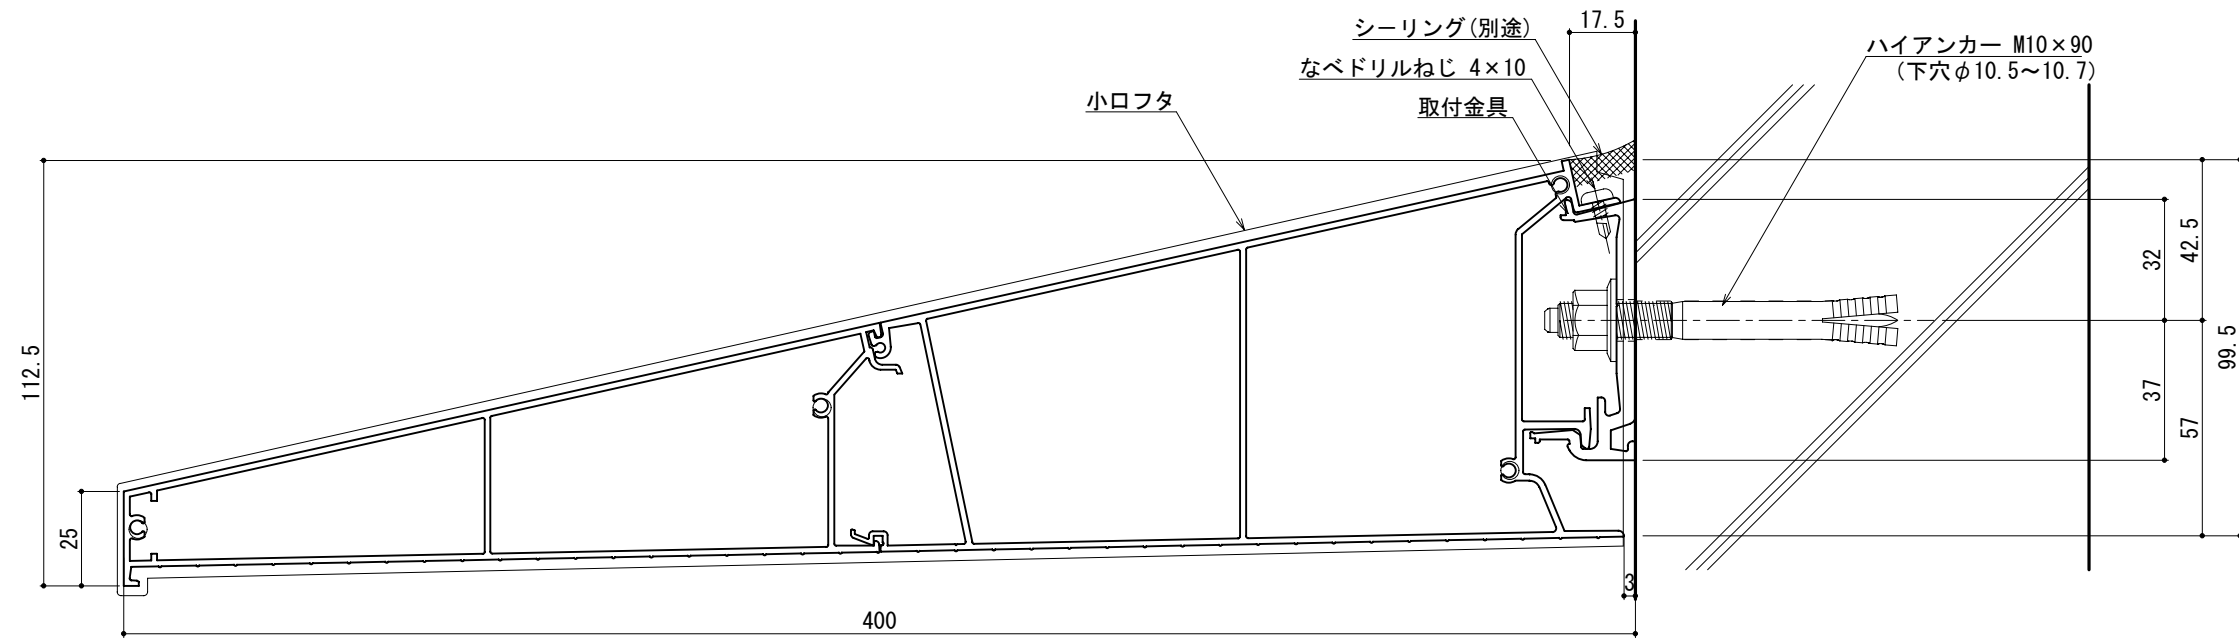 17.5
シーリング(別途)
ハイアンカー M10×90
(下穴φ10.5~10.7)
なベドリルねじ 4×10
小口フタ
取付金具
112.5
25
400
3
32
42.5
37
57
99.5